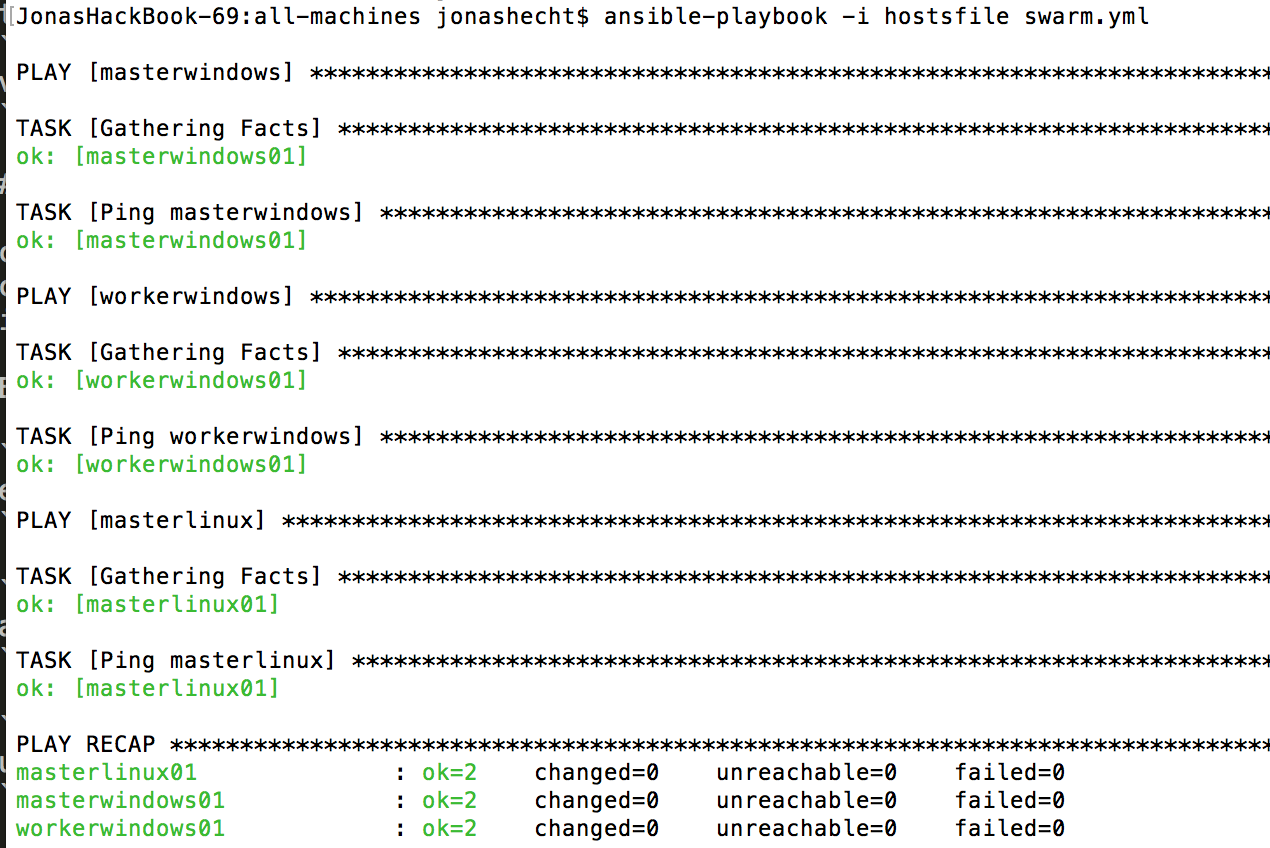 [JonasHackBook-69:all-machines jonashecht$ ansible-playbook -i hostsfile swarm.yml
PLAY [masterwindows] *********************************************************************
TASK [Gathering Facts] *******************************************************************
ok: [masterwindows01]
TASK [Ping masterwindows] ****************************************************************
ok: [masterwindows01]
PLAY [workerwindows] *********************************************************************
TASK [Gathering Facts] *******************************************************************
ok: [workerwindows01]
TASK [Ping workerwindows] ****************************************************************
ok: [workerwindows01]
PLAY [masterlinux] ***********************************************************************
TASK [Gathering Facts] *******************************************************************
ok: [masterlinux01]
TASK [Ping masterlinux] ******************************************************************
ok: [masterlinux01]
PLAY RECAP *******************************************************************************
masterlinux01              : ok=2    changed=0    unreachable=0    failed=0
masterwindows01            : ok=2    changed=0    unreachable=0    failed=0
workerwindows01            : ok=2    changed=0    unreachable=0    failed=0